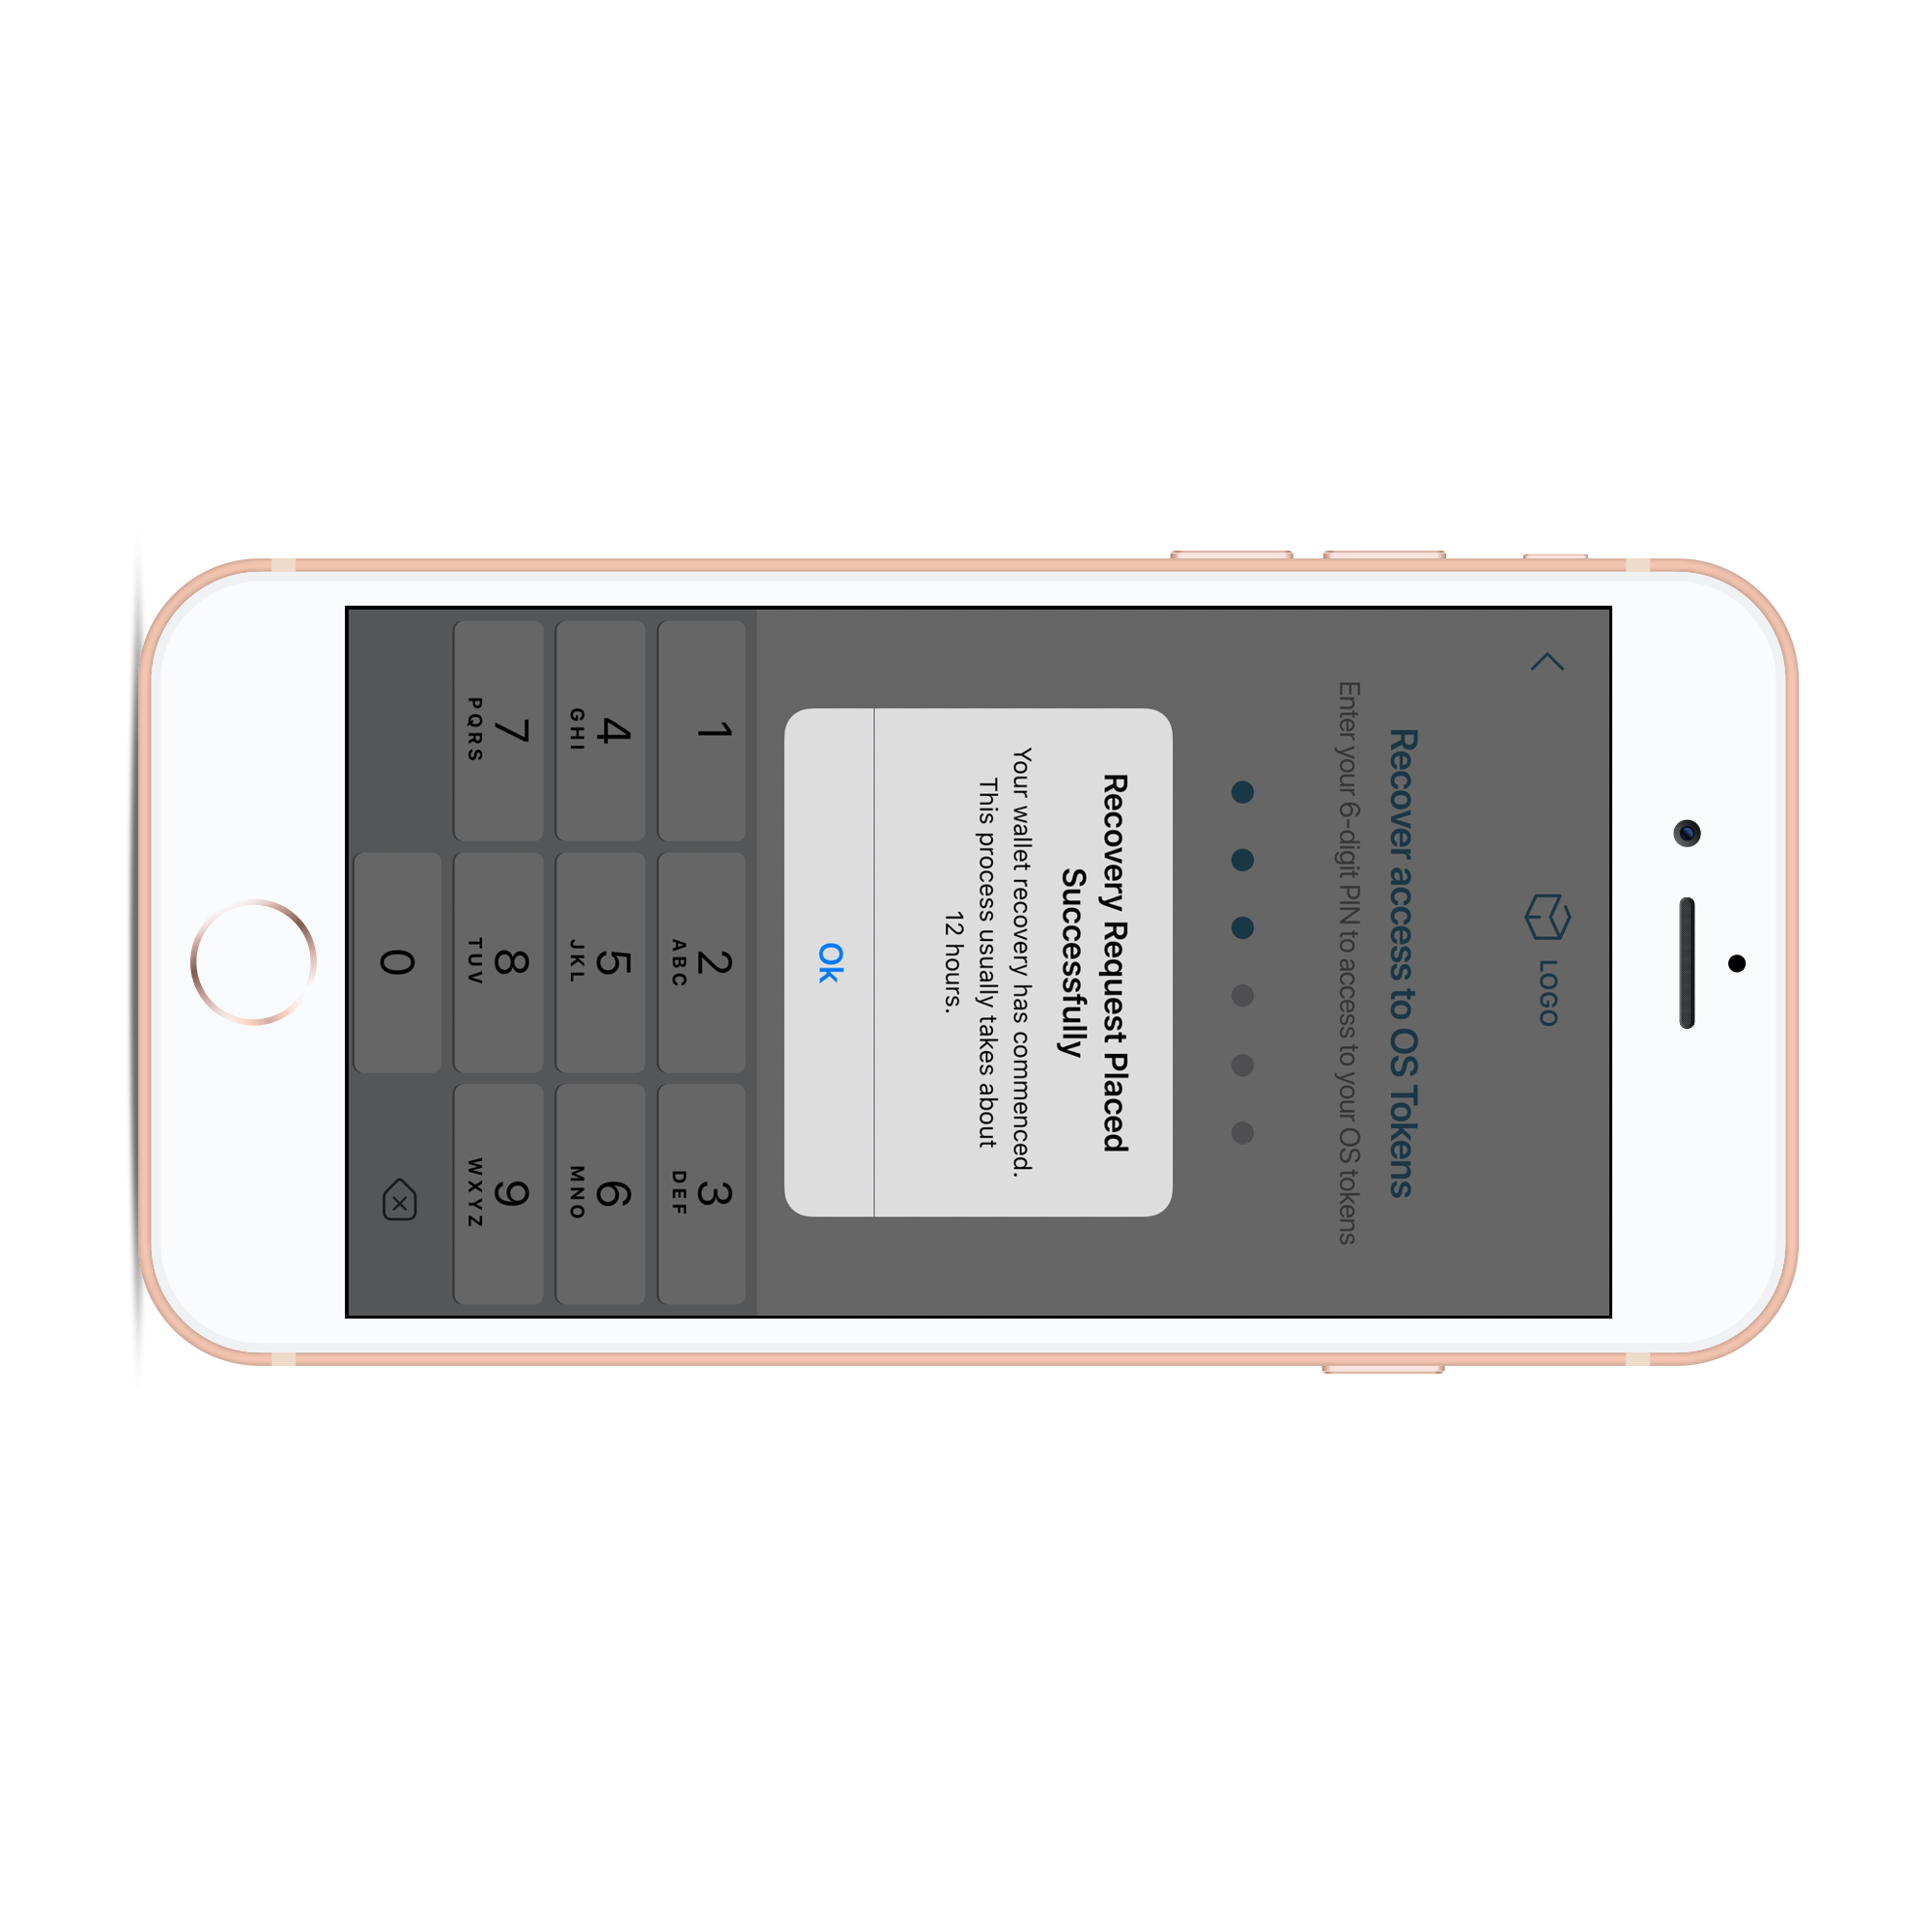 LOGO
Recover access to OS Tokens
Enter your 6-digit PIN to access to your OS tokens
Recovery Request Placed
Successfully
Your wallet recovery has commenced.
This process usually takes about
12 hours.
Ok
1
2
ABC
3
DEF
4
GHI
5
JKL
6
MNO
7
PQRS
8
TUV
9
WXYZ
0